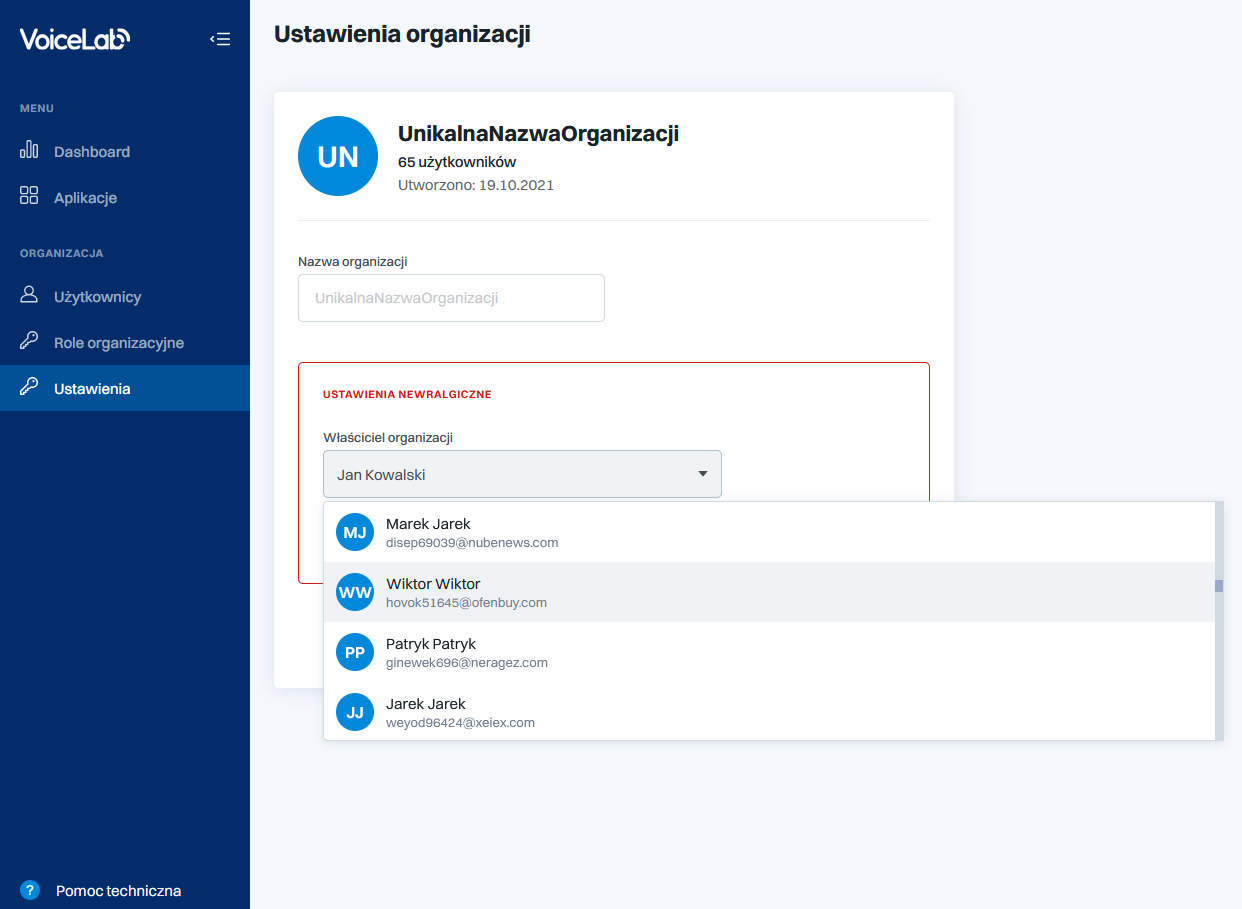 VoiceLab
Ustawienia organizacji
MENU
Dashboard
Aplikacje
ORGANIZACJA
Użytkownicy
Role organizacyjne
Ustawienia
UN
UnikalnaNazwaOrganizacji
65 użytkowników
Utworzono: 19.10.2021
Nazwa organizacji
UnikalnaNazwaOrganizacji
USTAWIENIA NEWRALGICZNE
Właściciel organizacji
Jan Kowalski
MJ
Marek Jarek
disep69039@nubenews.com
WW
Wiktor Wiktor
hovok51645@ofenbuy.com
PP
Patryk Patryk
ginewek696@neragez.com
JJ
Jarek Jarek
weyod96424@xeiex.com
?
Pomoc techniczna